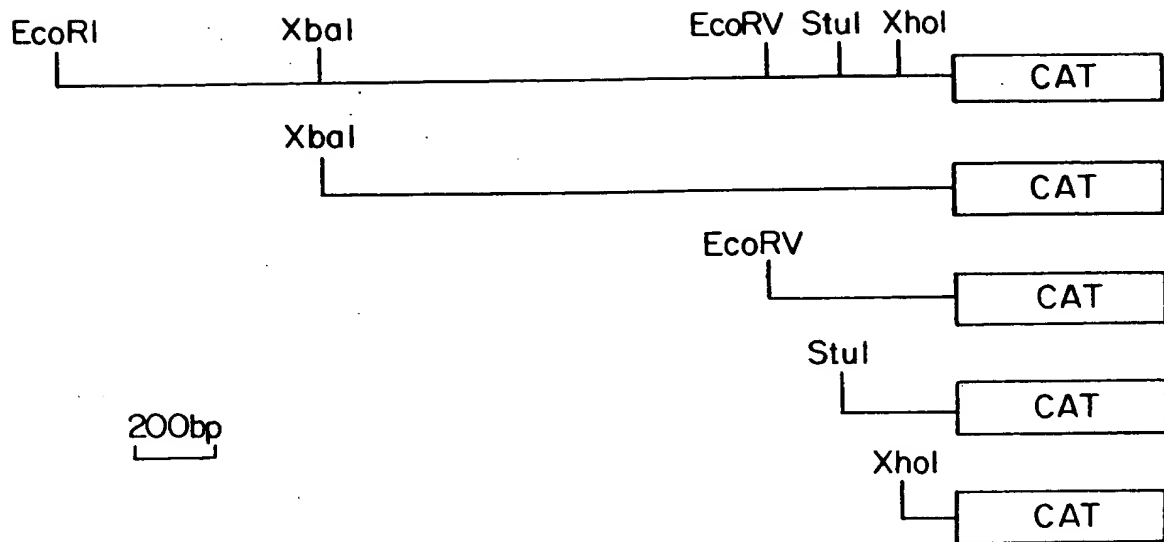 EcoRI XbaI EcoRV StuI XhoI
CAT
XbaI
CAT
EcoRV
CAT
StuI
CAT
200bp
XhoI
CAT